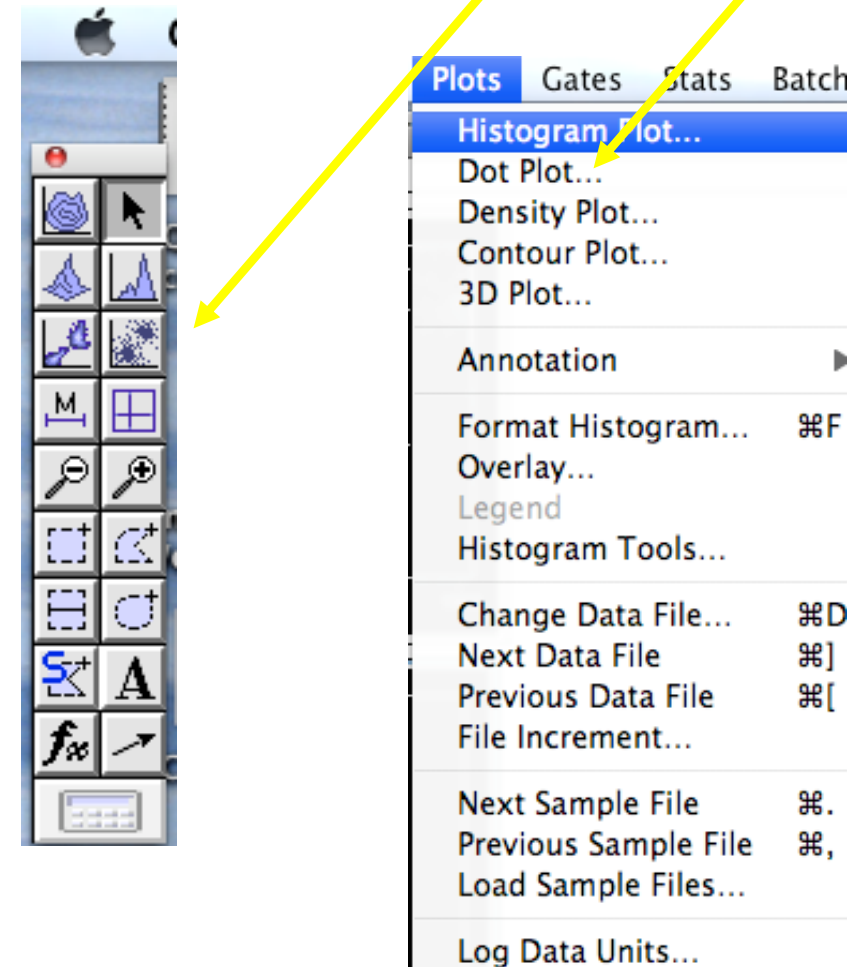 Plots Gates Stats Batch
Histogram Plot...
Dot Plot...
Density Plot...
Contour Plot...
3D Plot...
Annotation
Format Histogram... ⌘F
Overlay...
Legend
Histogram Tools...
Change Data File... ⌘D
Next Data File ⌘]
Previous Data File ⌘[
File Increment...
Next Sample File ⌘.
Previous Sample File ⌘,
Load Sample Files...
Log Data Units...
M
S
A
fx